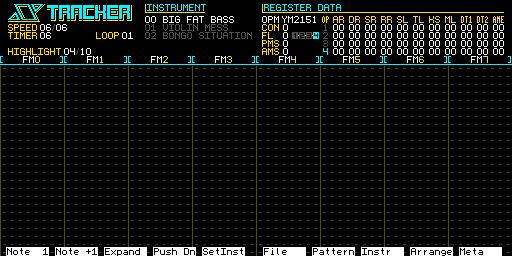 XY TRACKER
INSTRUMENT
REGISTER DATA
00 BIG FAT BASS
OPM YM2151 OP AR DR SR RR SL TL KS ML DT1 DT2 AME
SPEED 06/06
01 VIOLIN MESS
CON 0
1 00 00 00 00 00 00 00 00 00 00 00
TIMER 06
LOOP 01
02 BONGO SITUATION
FL 0
2 00 00 00 00 00 00 00 00 00 00 00
PMS 0
3 00 00 00 00 00 00 00 00 00 00 00
HIGHLIGHT 04/10
AMS 0
4 00 00 00 00 00 00 00 00 00 00 00
FM0 FM1 FM2 FM3 FM4 FM5 FM6 FM7
Note 1 Note +1 Expand Push Dn SetInst File Pattern Instr Arrange Meta